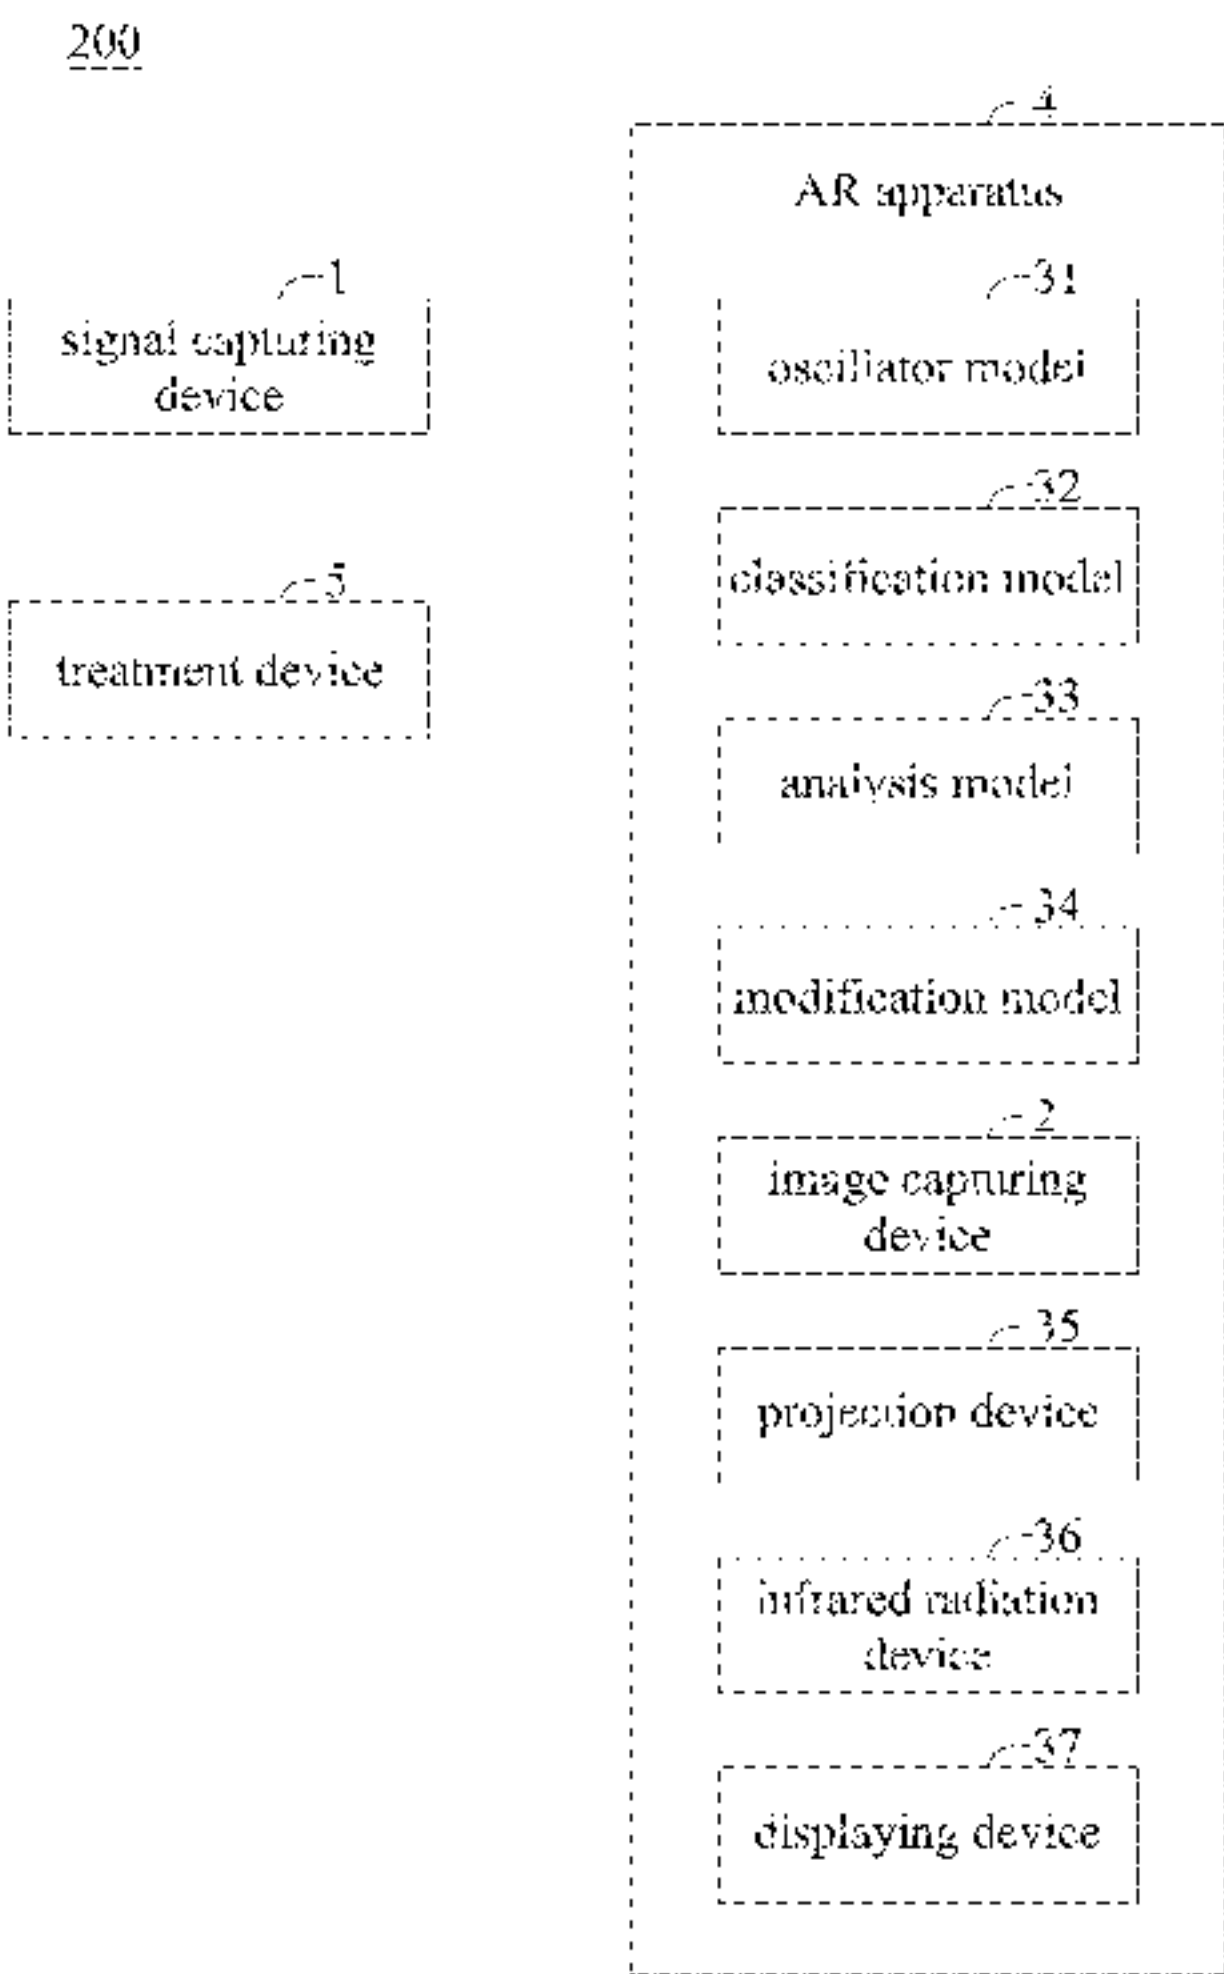 200
4
AR apparatus
1
signal capturing
device
5
treatment device
31
oscillator model
32
classification model
33
analysis model
34
modification model
2
image capturing
device
35
projection device
36
infrared radiation
device
37
displaying device